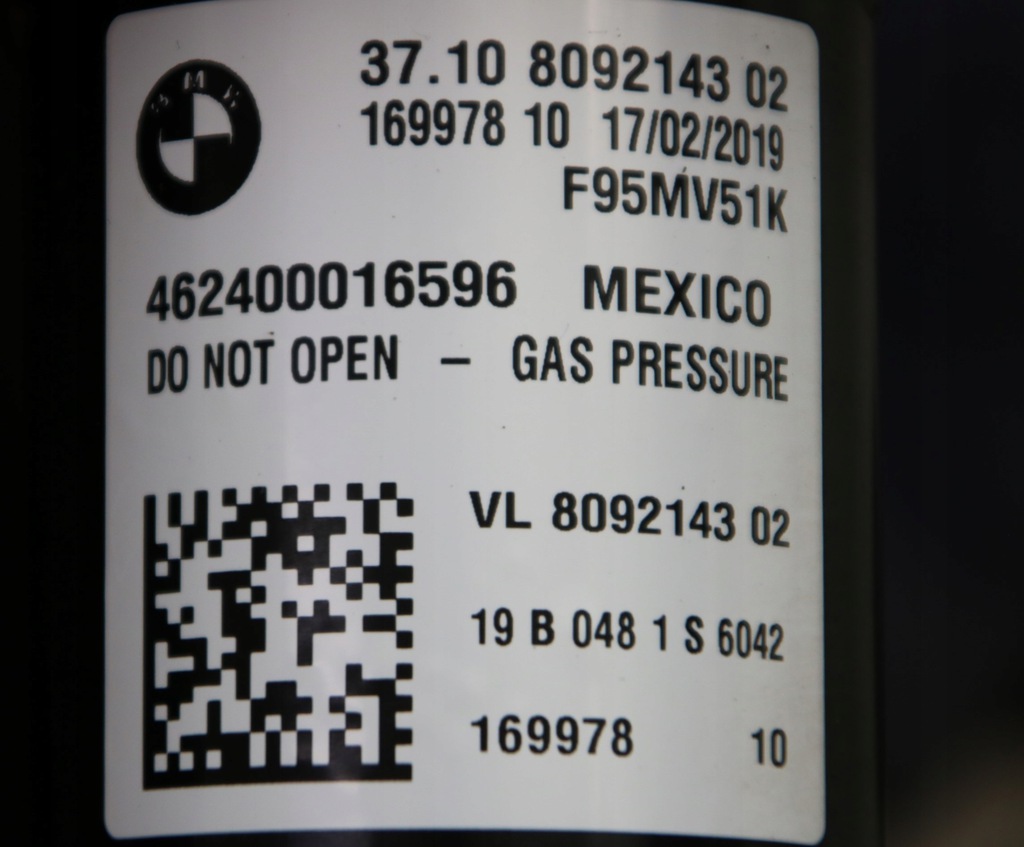 BMW
37.10 8092143 02
169978 10 17/02/2019
F95MV51K
462400016596 MEXICO
DO NOT OPEN – GAS PRESSURE
VL 8092143 02
19 B 048 1 S 6042
169978 10